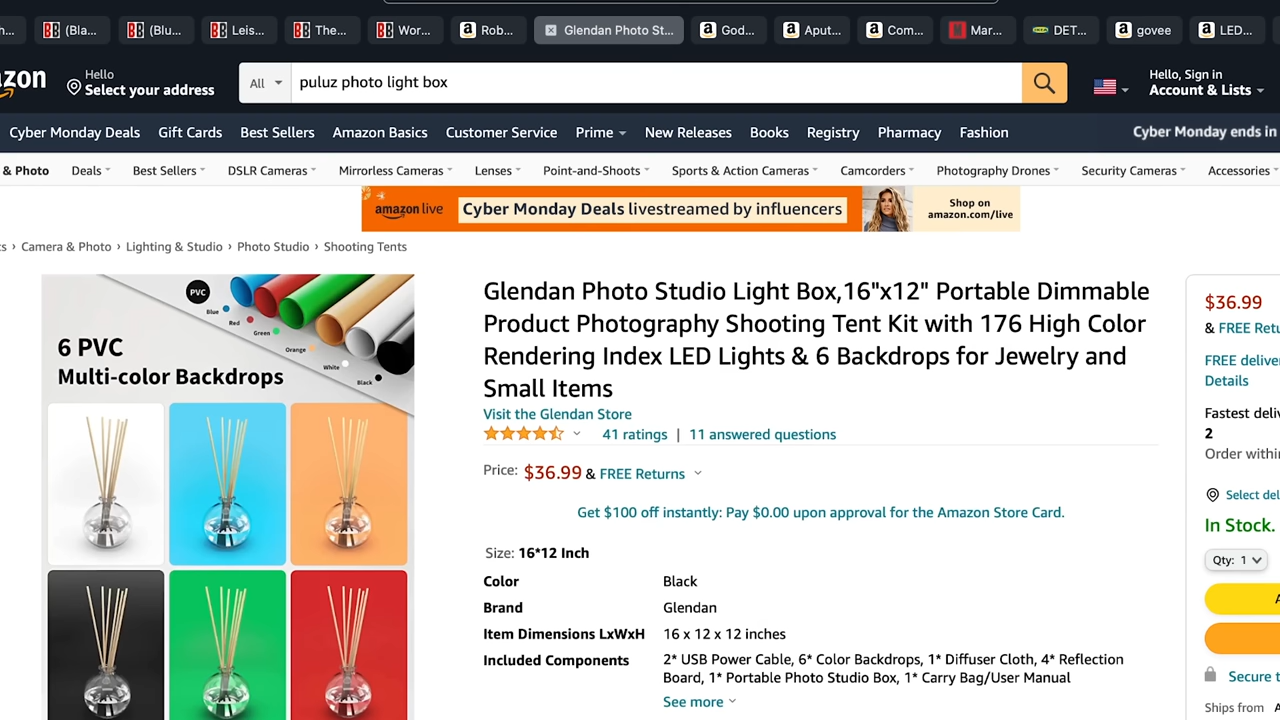 (Bla...
(Blu...
Leis...
The...
Wor...
Rob...
Glendan Photo St...
God...
Aput...
Com...
Mar...
DET...
govee
LED...
zon
Hello
Select your address
All
puluz photo light box
Hello, Sign in
Account & Lists
Cyber Monday Deals
Gift Cards
Best Sellers
Amazon Basics
Customer Service
Prime
New Releases
Books
Registry
Pharmacy
Fashion
Cyber Monday ends in
& Photo
Deals
Best Sellers
DSLR Cameras
Mirrorless Cameras
Lenses
Point-and-Shoots
Sports & Action Cameras
Camcorders
Photography Drones
Security Cameras
Accessories
amazon live
Cyber Monday Deals livestreamed by influencers
Shop on
amazon.com/live
s › Camera & Photo › Lighting & Studio › Photo Studio › Shooting Tents
PVC
Blue
Red
Green
Orange
White
Black
6 PVC
Multi-color Backdrops
Glendan Photo Studio Light Box,16"x12" Portable Dimmable
Product Photography Shooting Tent Kit with 176 High Color
Rendering Index LED Lights & 6 Backdrops for Jewelry and
Small Items
Visit the Glendan Store
41 ratings | 11 answered questions
Price: $36.99 & FREE Returns
Get $100 off instantly: Pay $0.00 upon approval for the Amazon Store Card.
Size: 16*12 Inch
Color Black
Brand Glendan
Item Dimensions LxWxH 16 x 12 x 12 inches
Included Components 2* USB Power Cable, 6* Color Backdrops, 1* Diffuser Cloth, 4* Reflection
Board, 1* Portable Photo Studio Box, 1* Carry Bag/User Manual
See more
$36.99
& FREE Retu
FREE deliver
Details
Fastest deli
2
Order withi
Select del
In Stock.
Qty: 1
A
Secure t
Ships from A